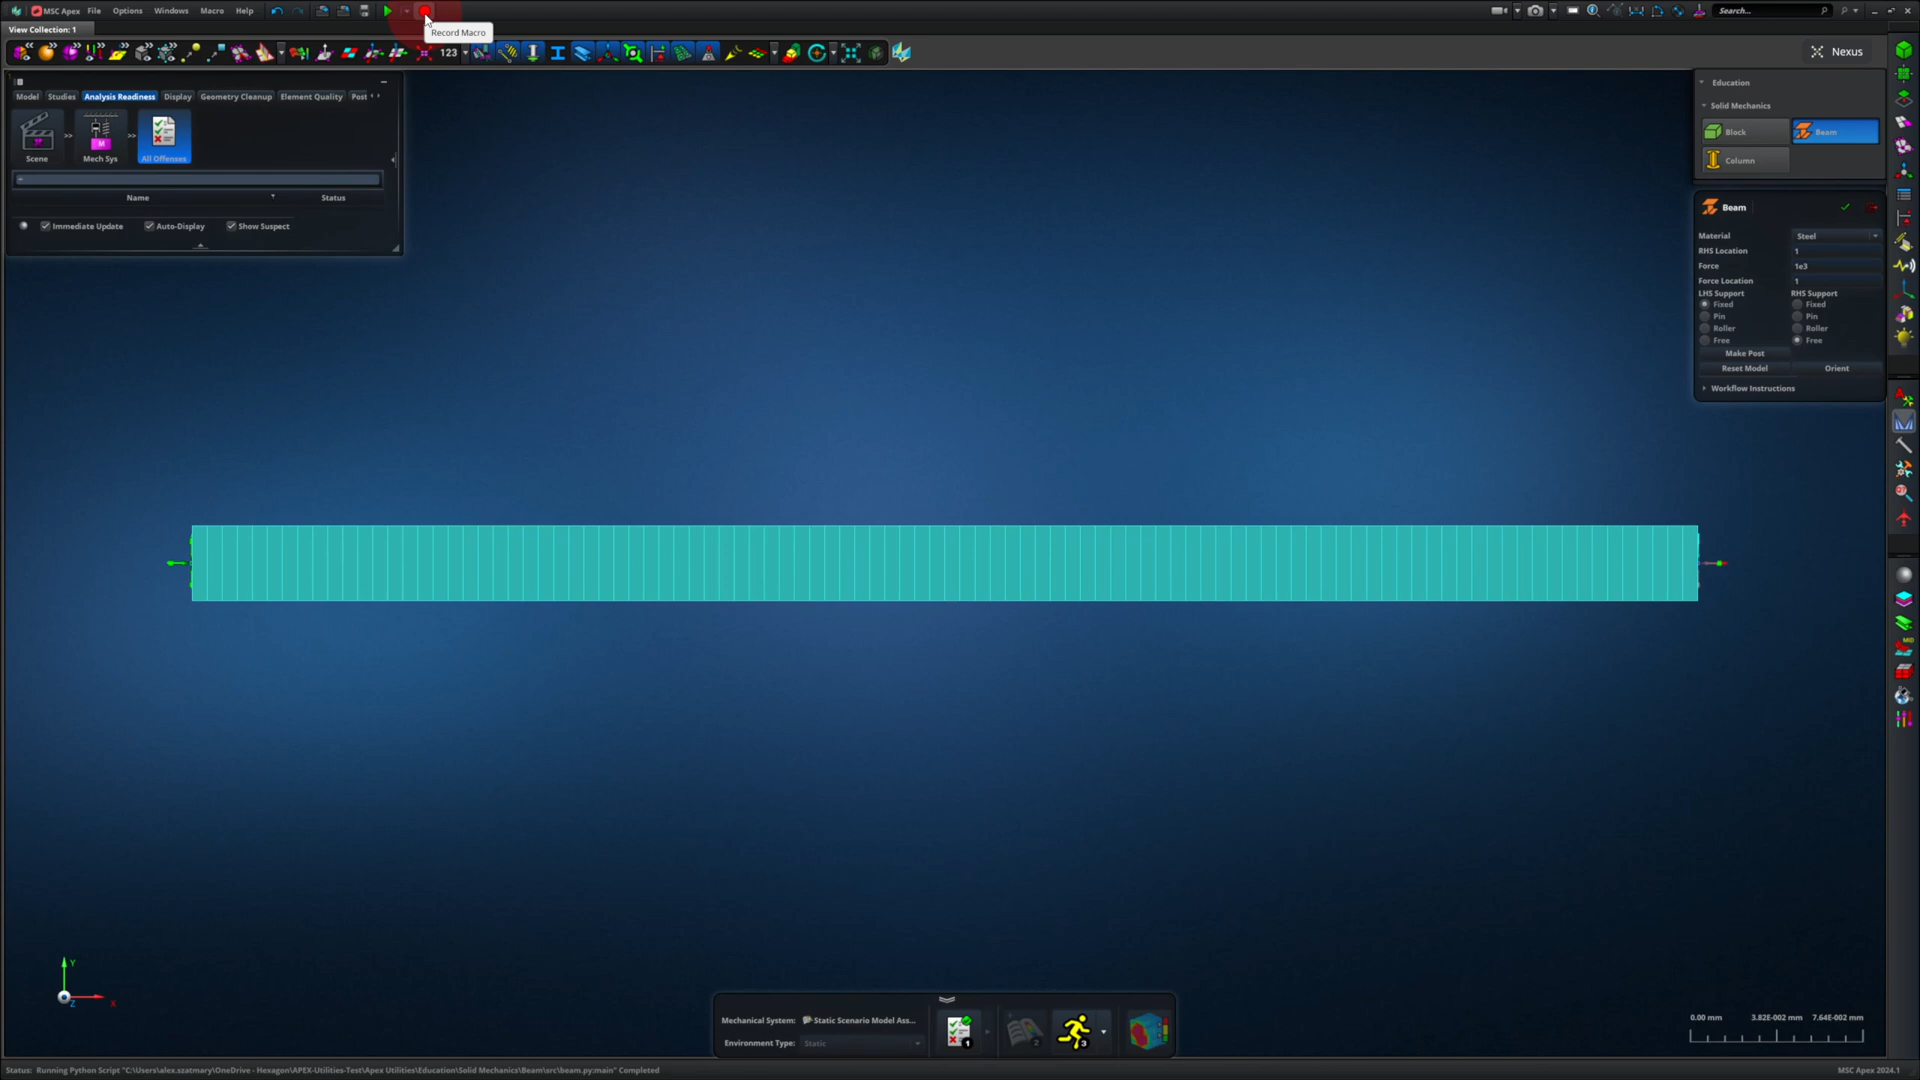 MSC Apex File Options Windows Macro Help Search...
Record Macro
View Collection: 1
123 Nexus
Model Studies Analysis Readiness Display Geometry Cleanup Element Quality Post
Scene Mech Sys All Offenses
Name Status
Immediate Update Auto-Display Show Suspect
Education
Solid Mechanics
Block Beam
Column
Beam
Material Steel
RHS Location 1
Force 1e3
Force Location 1
LHS Support RHS Support
Fixed Fixed
Pin Pin
Roller Roller
Free Free
Make Post
Reset Model Orient
Workflow Instructions
Y
Z X
Mechanical System: Static Scenario Model Ass...
Environment Type: Static
1 2 3
0.00 mm 3.82E-002 mm 7.64E-002 mm
Status: Running Python Script "C:\Users\alex.szatmary\OneDrive - Hexagon\APEX-Utilities-Test\Apex Utilities\Education\Solid Mechanics\Beam\src\beam.py:main" Completed MSC Apex 2024.1